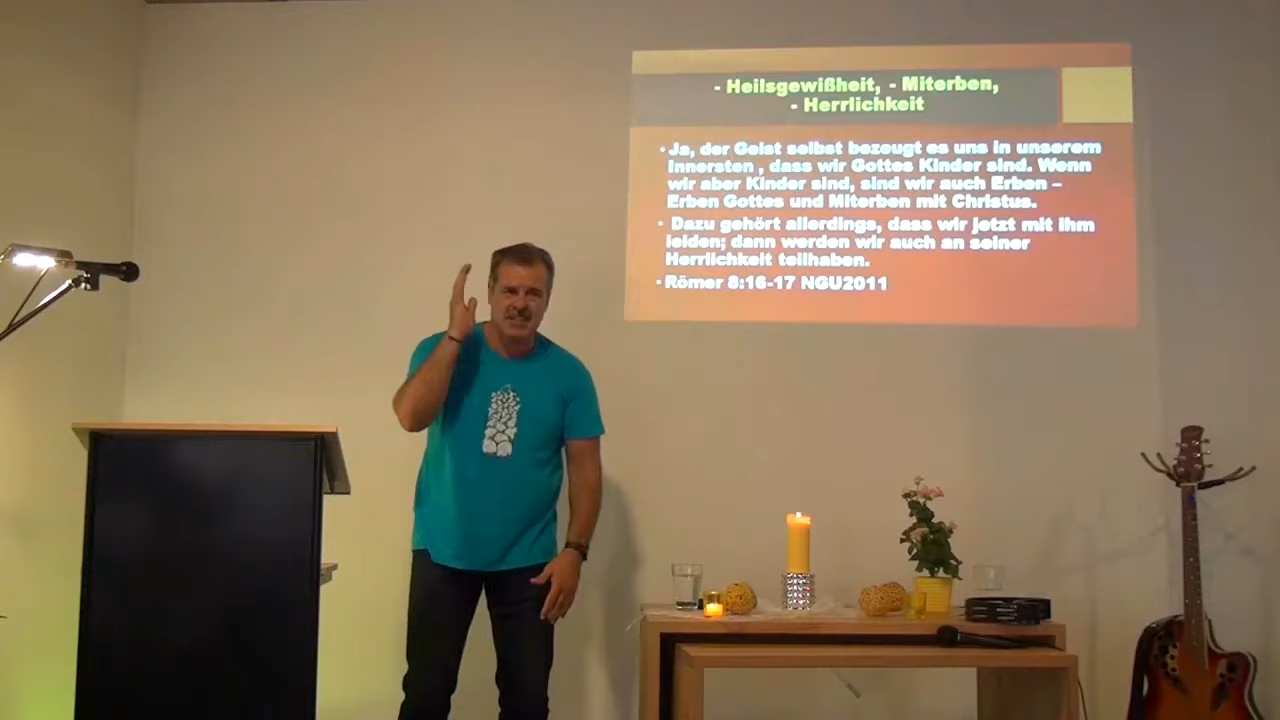 - Heilsgewißheit, - Miterben,
- Herrlichkeit
• Ja, der Geist selbst bezeugt es uns in unserem
Innersten , dass wir Gottes Kinder sind. Wenn
wir aber Kinder sind, sind wir auch Erben –
Erben Gottes und Miterben mit Christus.
• Dazu gehört allerdings, dass wir jetzt mit ihm
leiden; dann werden wir auch an seiner
Herrlichkeit teilhaben.
• Römer 8:16-17 NGU2011